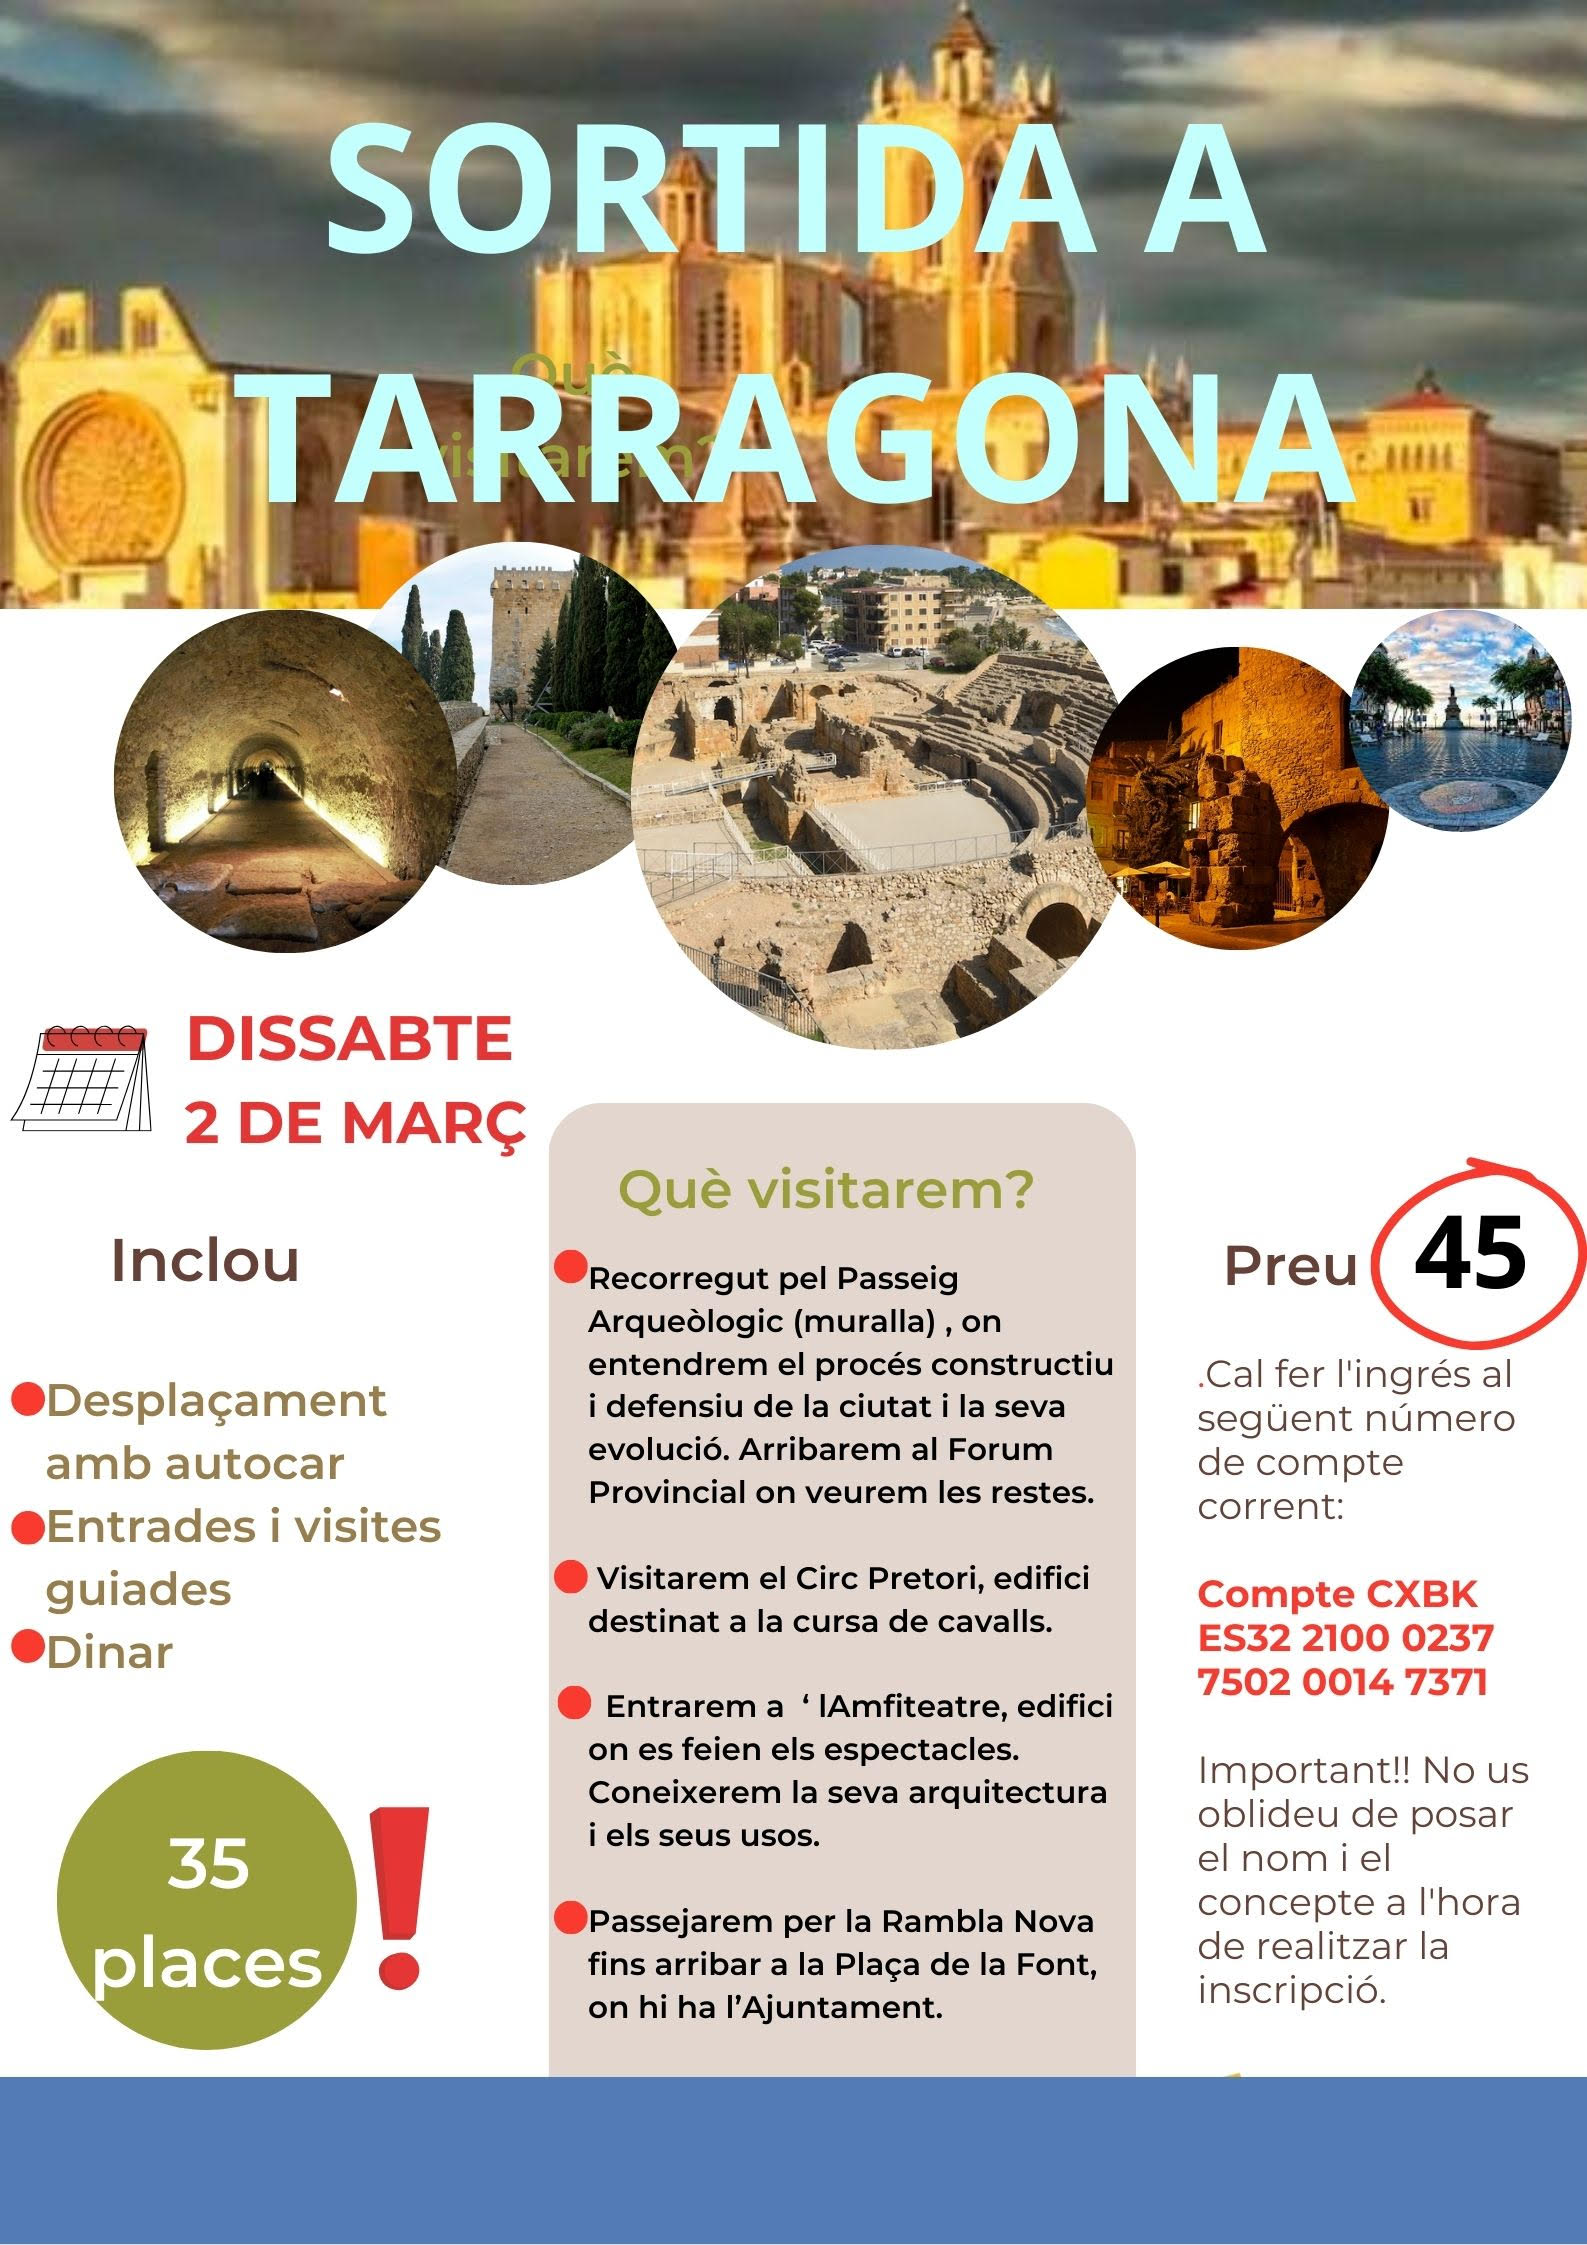 SORTIDA A
TARRAGONA
Què
visitarem?
DISSABTE
2 DE MARÇ
Inclou
Desplaçament
amb autocar
Entrades i visites
guiades
Dinar
35
places
Què visitarem?
Recorregut pel Passeig
Arqueòlogic (muralla) , on
entendrem el procés constructiu
i defensiu de la ciutat i la seva
evolució. Arribarem al Forum
Provincial on veurem les restes.
Visitarem el Circ Pretori, edifici
destinat a la cursa de cavalls.
Entrarem a ‘ lAmfiteatre, edifici
on es feien els espectacles.
Coneixerem la seva arquitectura
i els seus usos.
Passejarem per la Rambla Nova
fins arribar a la Plaça de la Font,
on hi ha l’Ajuntament.
Preu 45
.Cal fer l'ingrés al
següent número
de compte
corrent:
Compte CXBK
ES32 2100 0237
7502 0014 7371
Important!! No us
oblideu de posar
el nom i el
concepte a l'hora
de realitzar la
inscripció.